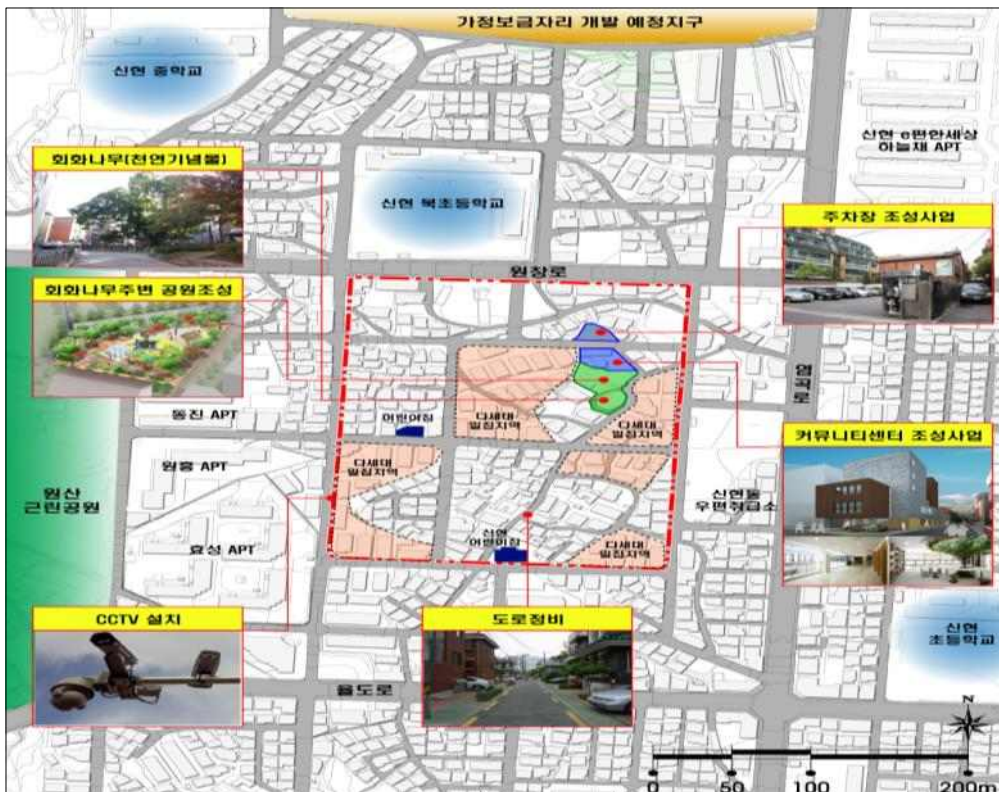 가정보금자리 개발 예정지구
신현 중학교
신현 e편한세상
하늘채 APT
회화나무(천연기념물)
신현 북초등학교
주차장 조성사업
원창로
회화나무주변 공원조성
염곡로
동진 APT
어린이집
다세대
밀집지역
다세대
밀집지역
커뮤니티센터 조성사업
원흥 APT
다세대
밀집지역
원산
근린공원
신현동
우편취급소
효성 APT
신현
어린이집
다세대
밀집지역
CCTV 설치
도로정비
신현
초등학교
율도로
N
0 50 100 200m